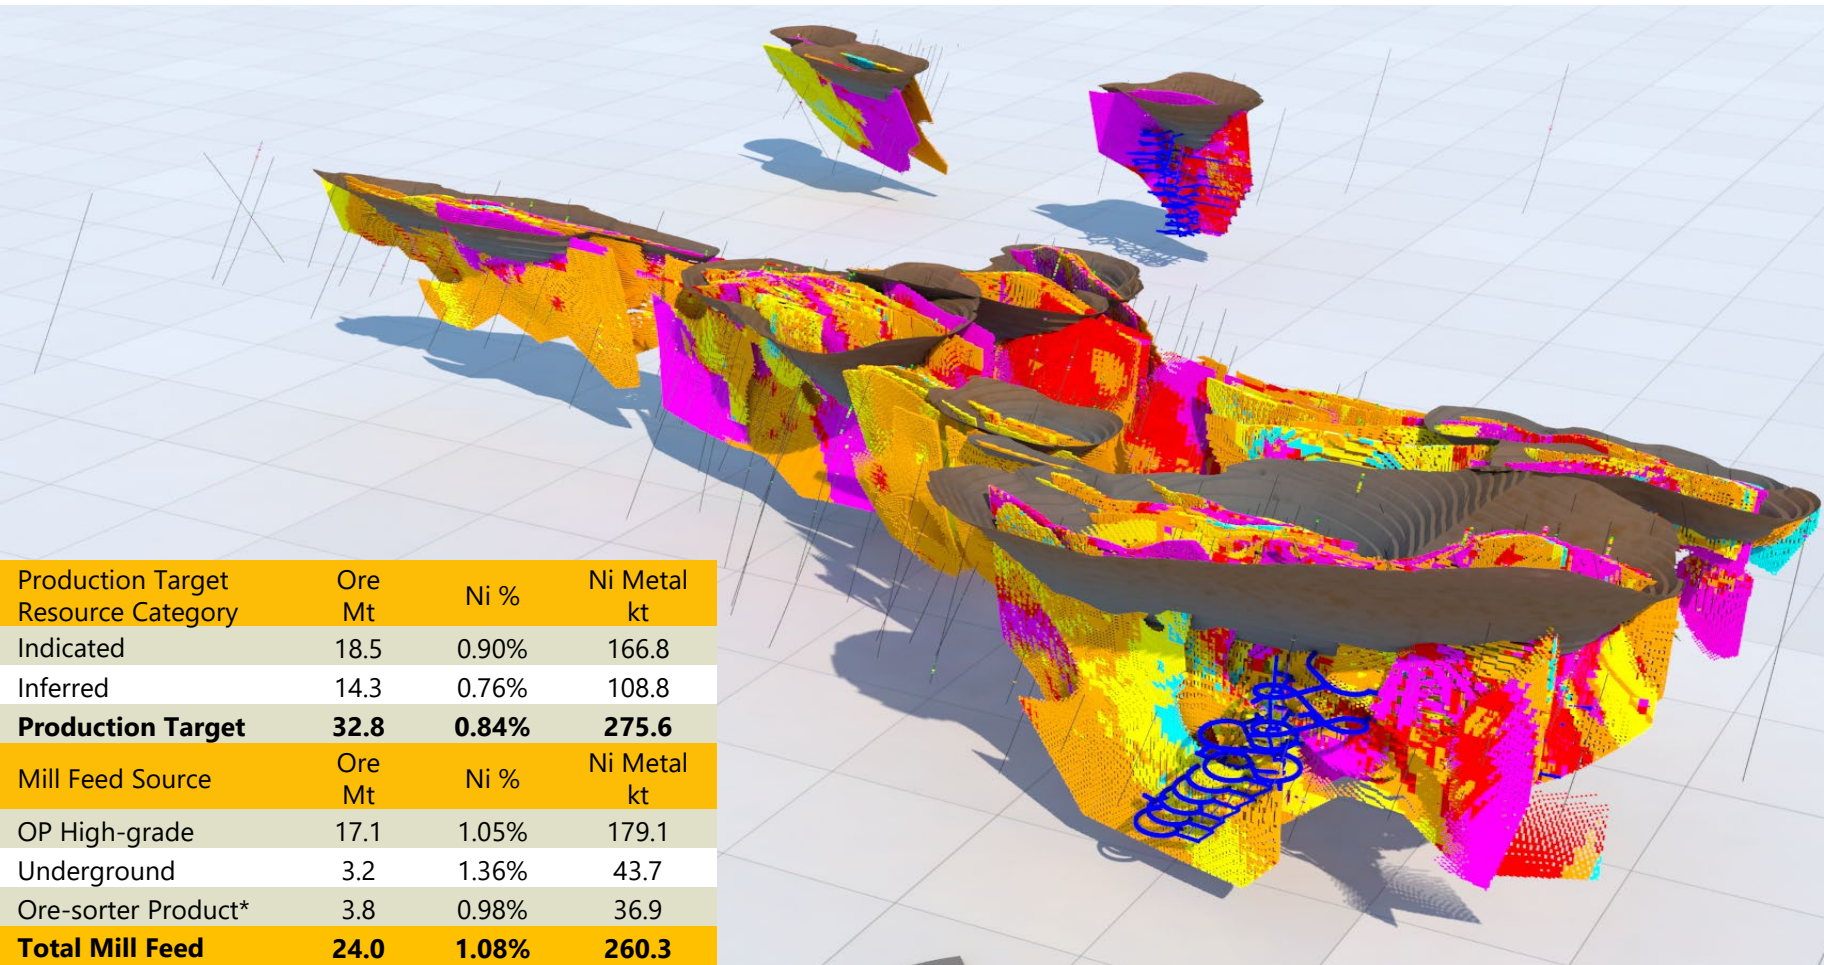 Production Target Resource Category Ore Mt Ni % Ni Metal kt
Indicated 18.5 0.90% 166.8
Inferred 14.3 0.76% 108.8
Production Target 32.8 0.84% 275.6
Mill Feed Source Ore Mt Ni % Ni Metal kt
OP High-grade 17.1 1.05% 179.1
Underground 3.2 1.36% 43.7
Ore-sorter Product* 3.8 0.98% 36.9
Total Mill Feed 24.0 1.08% 260.3